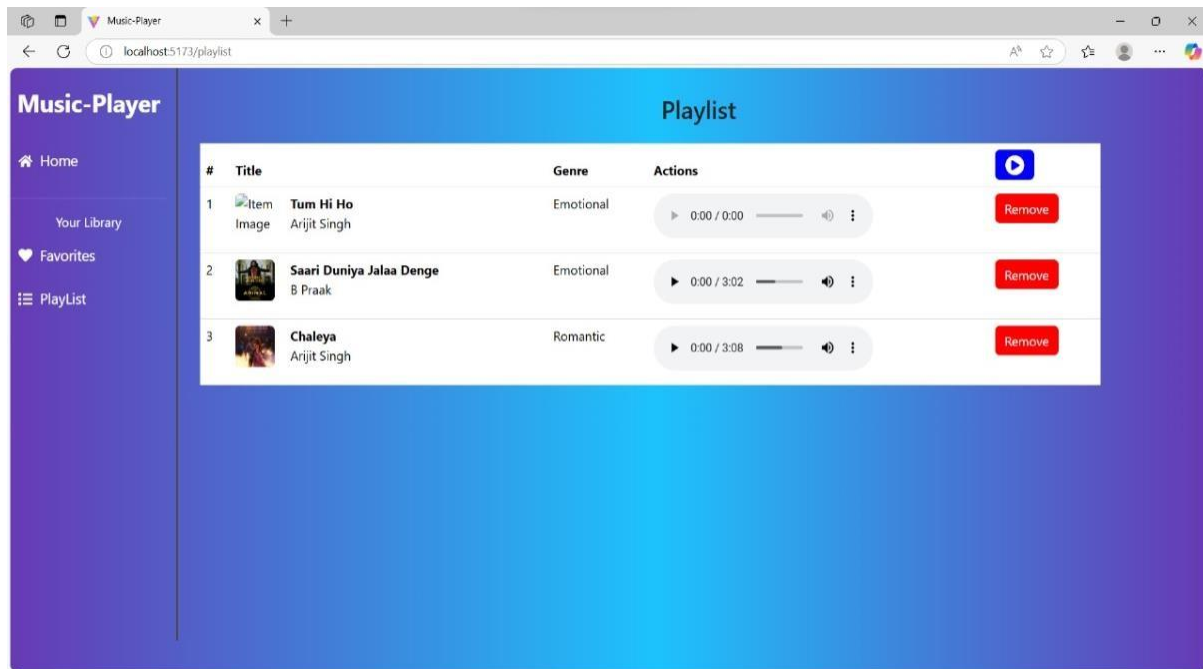 Music-Player
localhost:5173/playlist
Music-Player
Home
Your Library
Favorites
PlayList
Playlist
# Title Genre Actions
1 Item Image Tum Hi Ho Emotional 0:00 / 0:00 Remove
Arijit Singh
2 Saari Duniya Jalaa Denge Emotional 0:00 / 3:02 Remove
B Praak
3 Chaleya Romantic 0:00 / 3:08 Remove
Arijit Singh